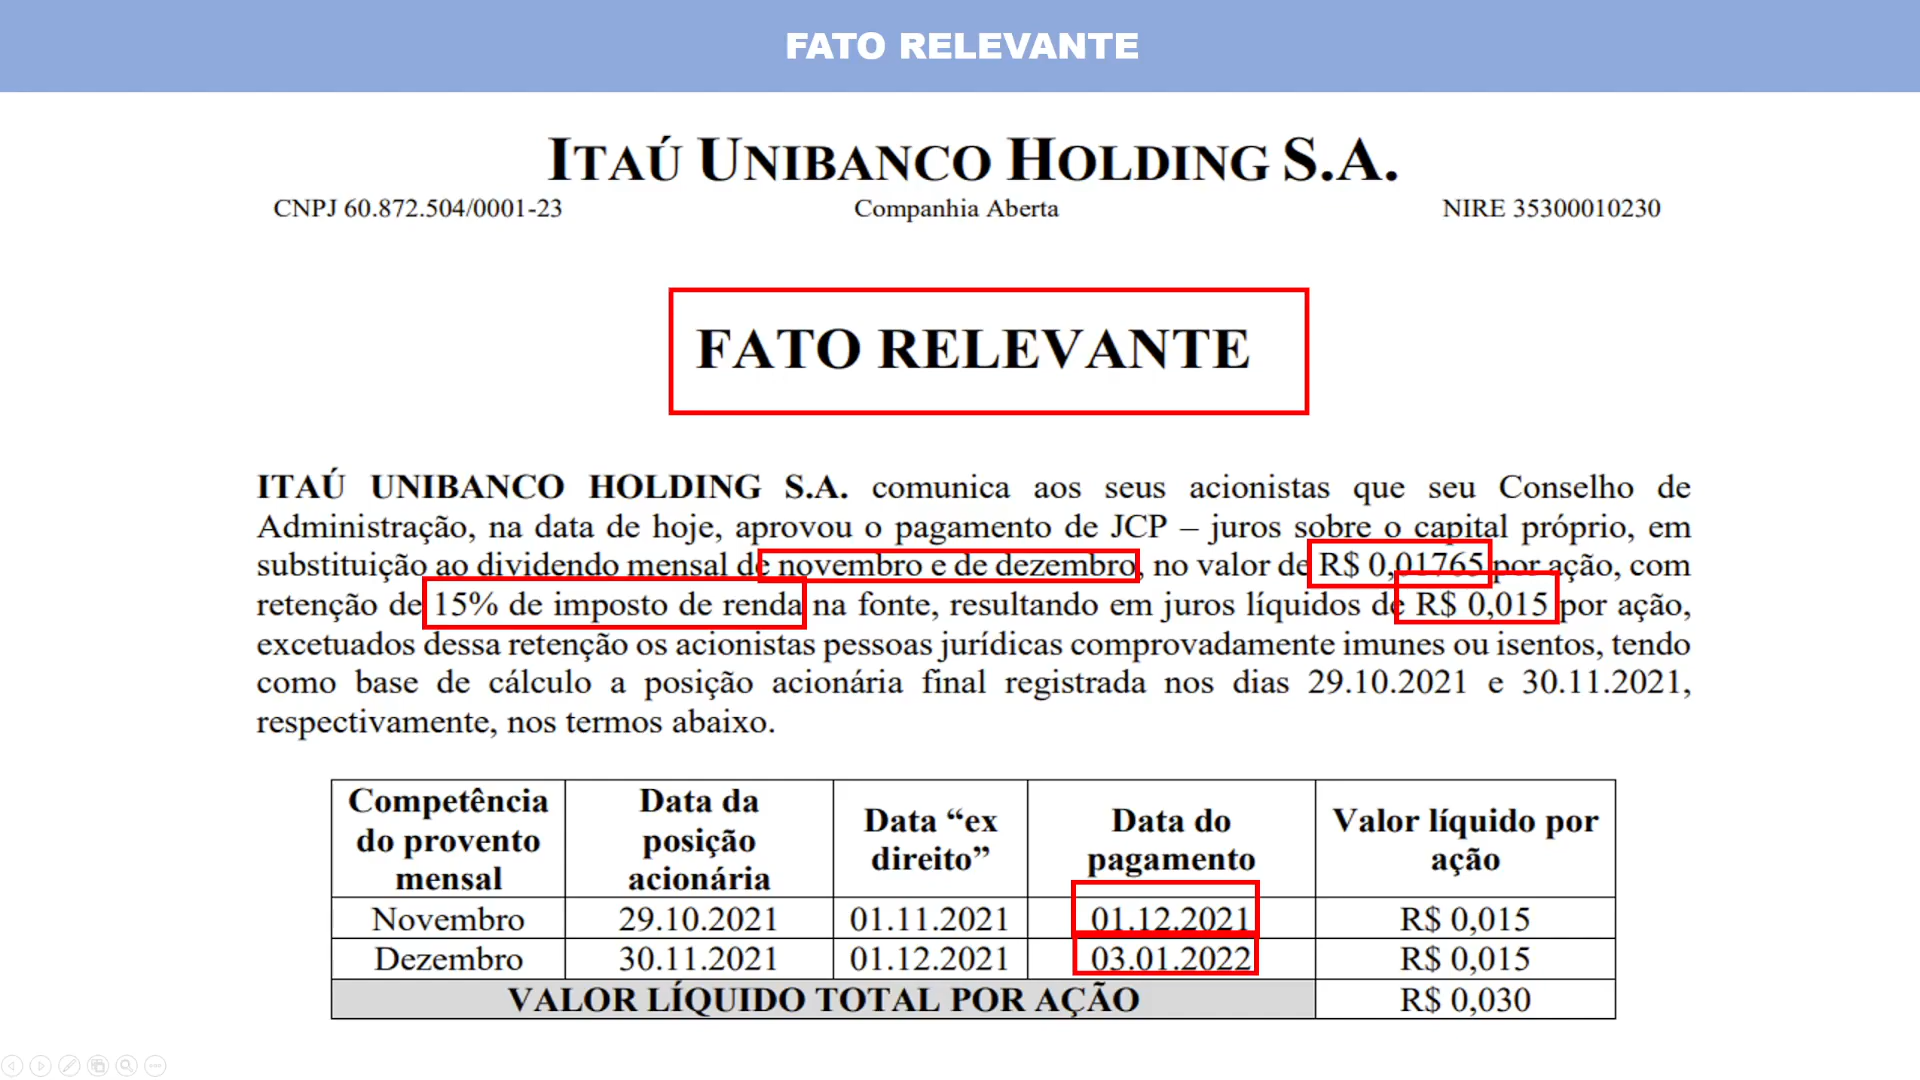 FATO RELEVANTE
ITAÚ UNIBANCO HOLDING S.A.
CNPJ 60.872.504/0001-23 Companhia Aberta NIRE 35300010230
FATO RELEVANTE
ITAÚ UNIBANCO HOLDING S.A. comunica aos seus acionistas que seu Conselho de
Administração, na data de hoje, aprovou o pagamento de JCP – juros sobre o capital próprio, em
substituição ao dividendo mensal de novembro e de dezembro, no valor de R$ 0,01765 por ação, com
retenção de 15% de imposto de renda na fonte, resultando em juros líquidos de R$ 0,015 por ação,
excetuados dessa retenção os acionistas pessoas jurídicas comprovadamente imunes ou isentos, tendo
como base de cálculo a posição acionária final registrada nos dias 29.10.2021 e 30.11.2021,
respectivamente, nos termos abaixo.
Competência do provento mensal Data da posição acionária Data “ex direito” Data do pagamento Valor líquido por ação
Novembro 29.10.2021 01.11.2021 01.12.2021 R$ 0,015
Dezembro 30.11.2021 01.12.2021 03.01.2022 R$ 0,015
VALOR LÍQUIDO TOTAL POR AÇÃO R$ 0,030